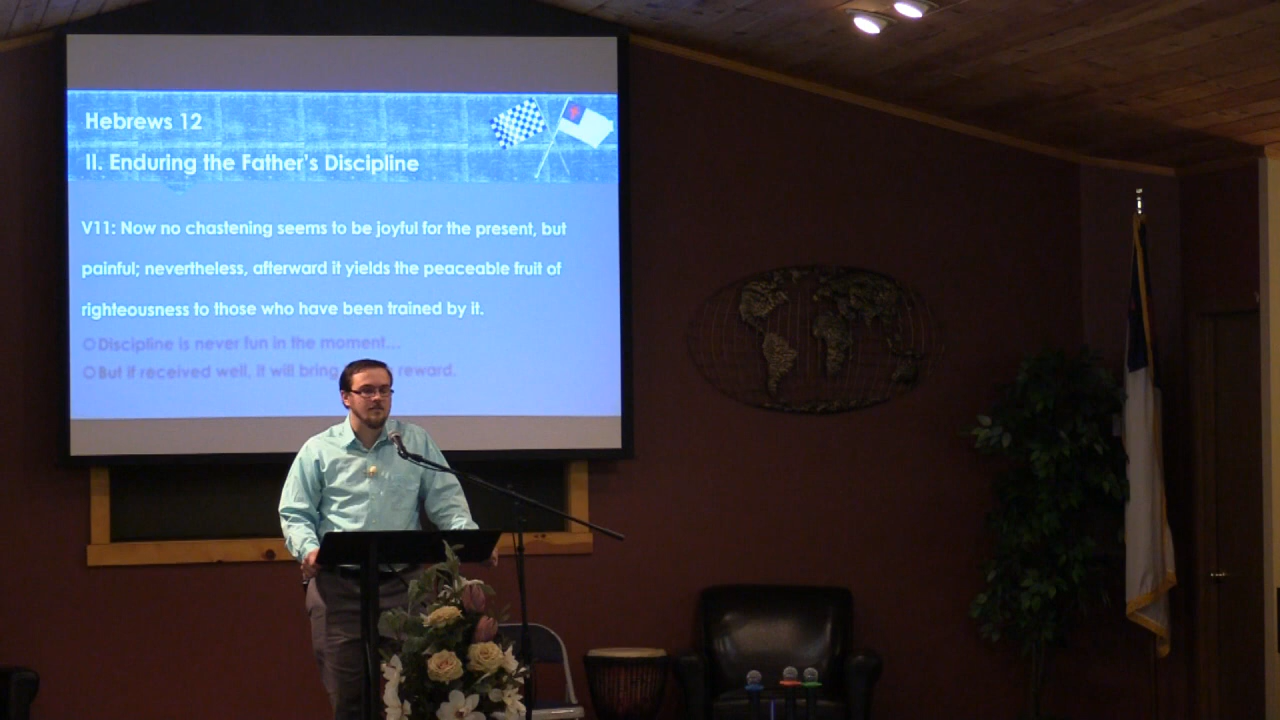 Hebrews 12
II. Enduring the Father's Discipline
V11: Now no chastening seems to be joyful for the present, but
painful; nevertheless, afterward it yields the peaceable fruit of
righteousness to those who have been trained by it.
Discipline is never fun in the moment...
But if received well, it will bring reward.